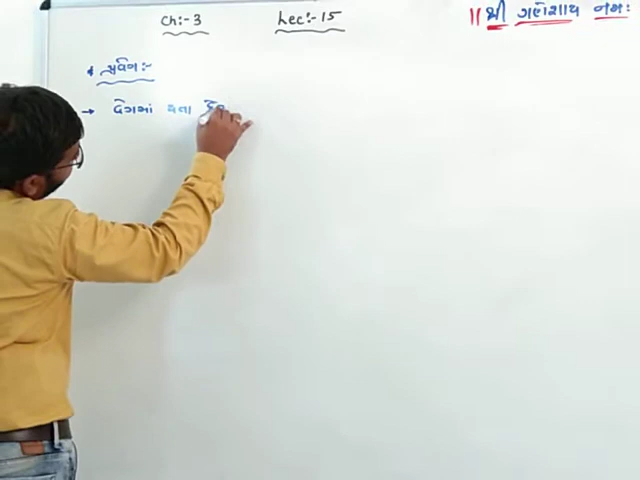 Ch:- 3 Lec:- 15
|| શ્રી ગણેશાય નમઃ
* પ્રવેગ:-
→ વેગમાં થતા